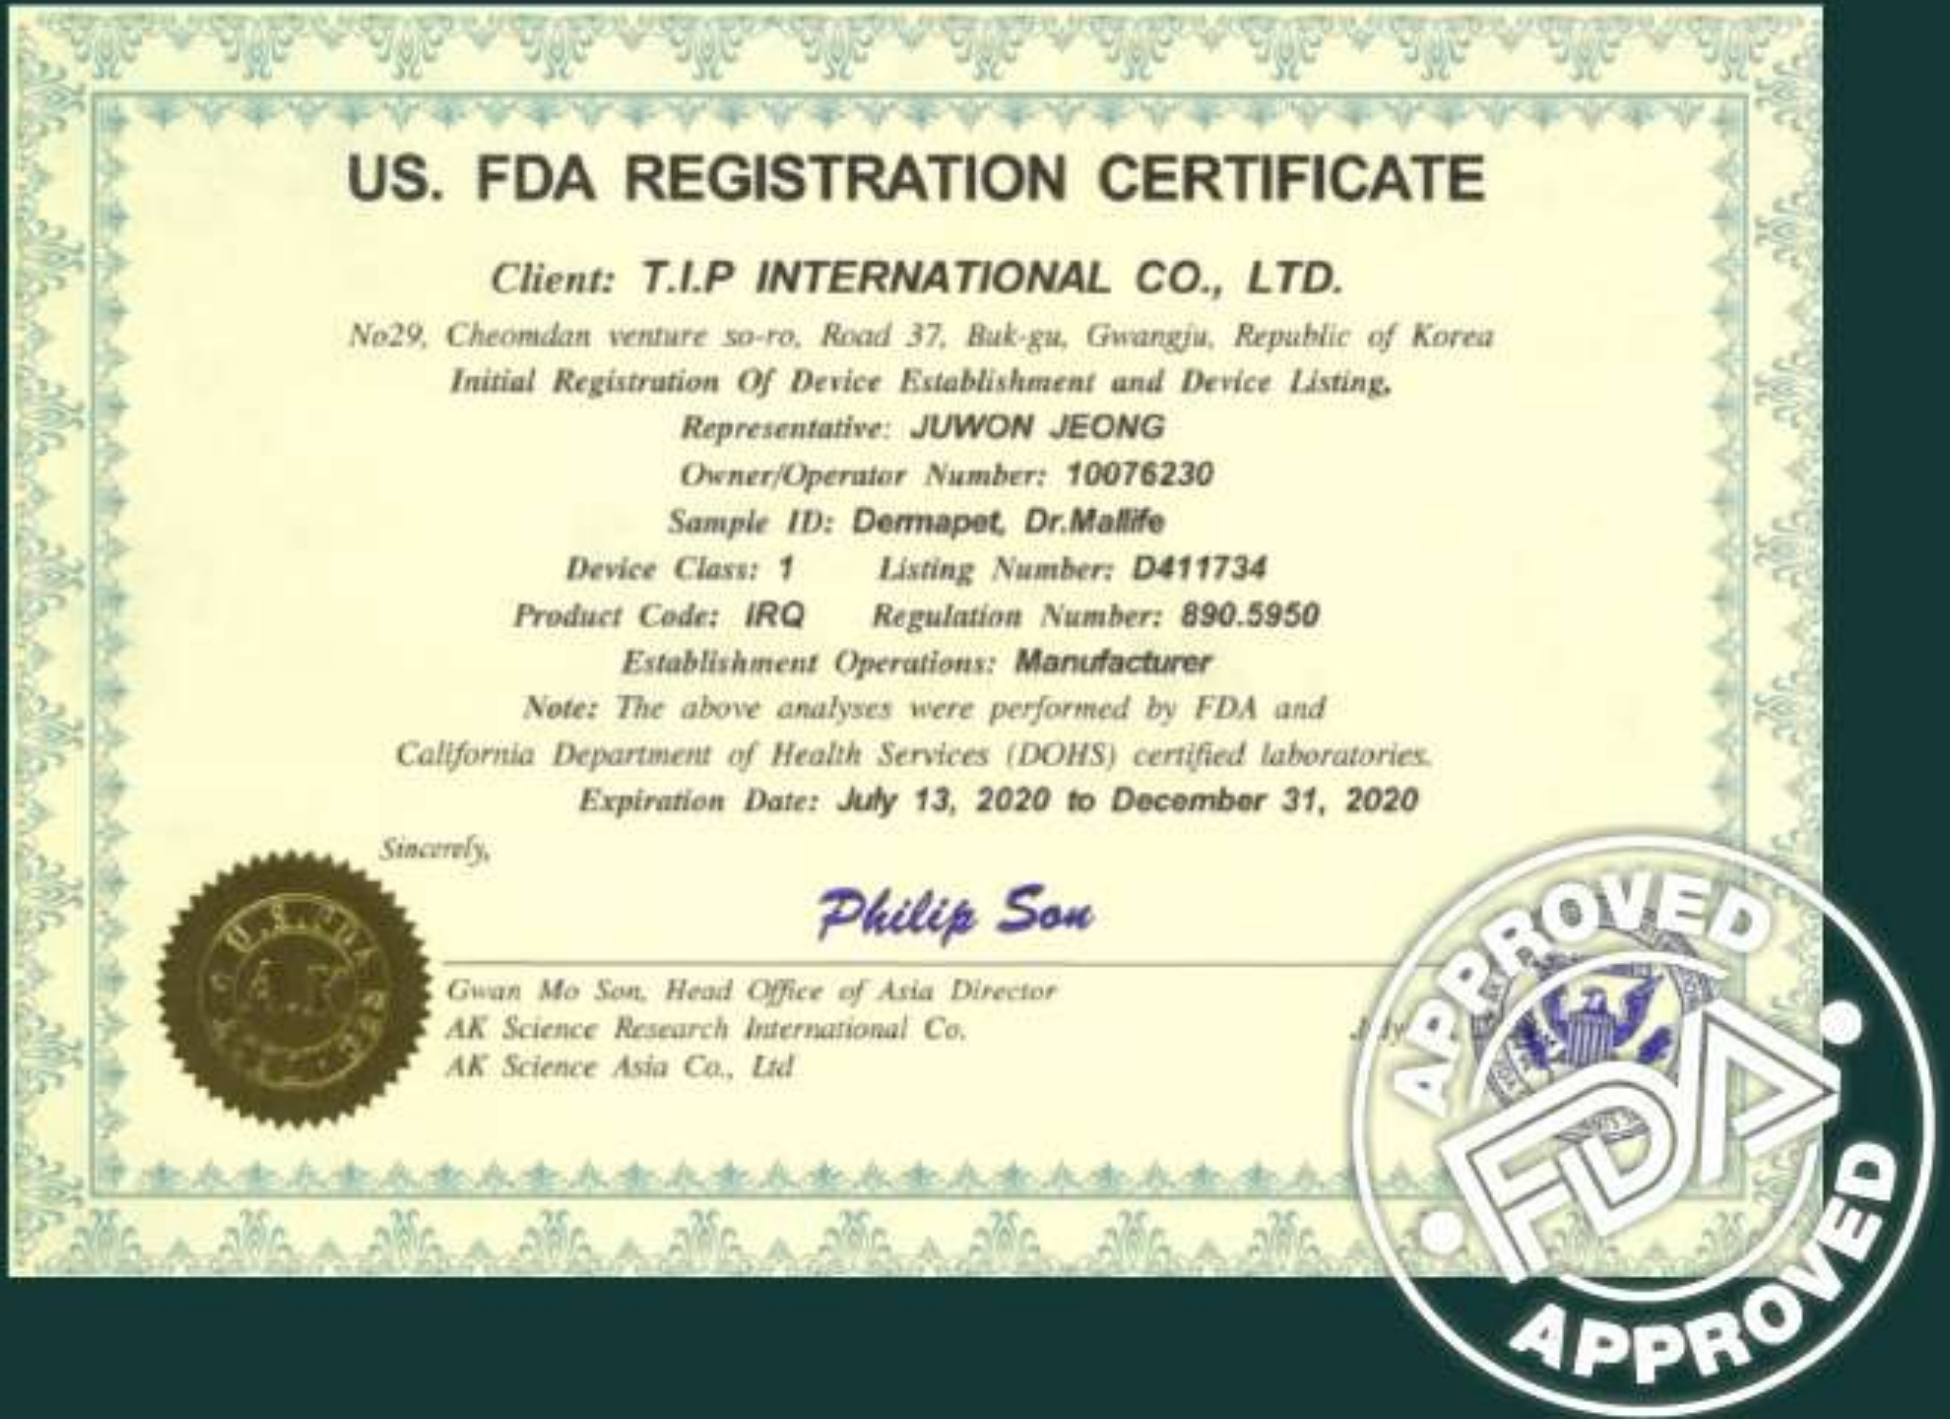 US. FDA REGISTRATION CERTIFICATE
Client: T.I.P INTERNATIONAL CO., LTD.
No29, Cheomdan venture so-ro, Road 37, Buk-gu, Gwangju, Republic of Korea
Initial Registration Of Device Establishment and Device Listing,
Representative: JUWON JEONG
Owner/Operator Number: 10076230
Sample ID: Dermapet, Dr.Mallife
Device Class: 1 Listing Number: D411734
Product Code: IRQ Regulation Number: 890.5950
Establishment Operations: Manufacturer
Note: The above analyses were performed by FDA and
California Department of Health Services (DOHS) certified laboratories.
Expiration Date: July 13, 2020 to December 31, 2020
Sincerely,
Philip Son
Gwan Mo Son, Head Office of Asia Director
AK Science Research International Co.
AK Science Asia Co., Ltd
U.S.FDA
A.K
APPROVED
FDA
APPROVED